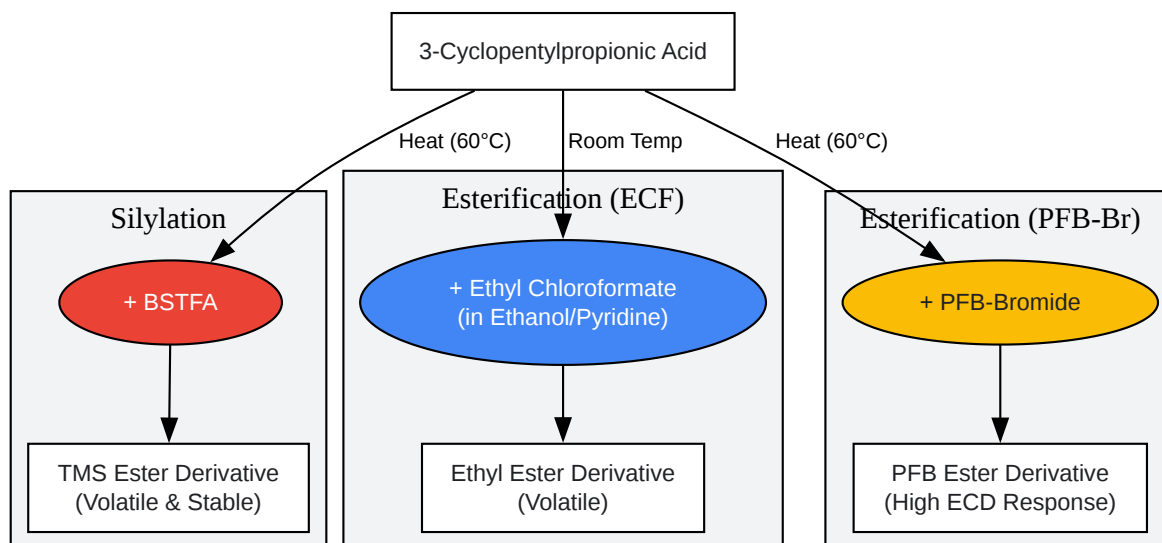 3-Cyclopentylpropionic Acid
Heat (60°C)
Room Temp
Heat (60°C)
Silylation
Esterification (ECF)
Esterification (PFB-Br)
+ BSTFA
+ Ethyl Chloroformate
(in Ethanol/Pyridine)
+ PFB-Bromide
TMS Ester Derivative
(Volatile & Stable)
Ethyl Ester Derivative
(Volatile)
PFB Ester Derivative
(High ECD Response)